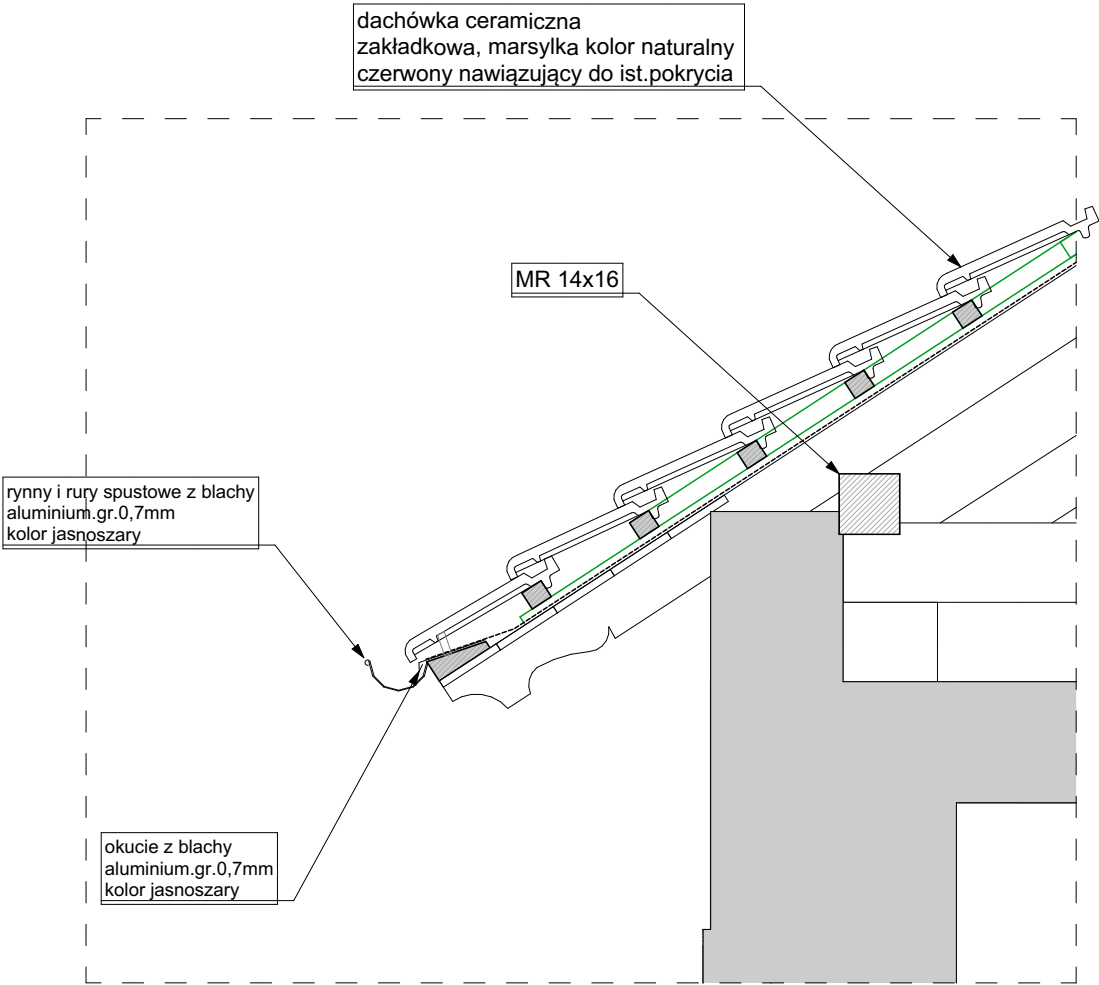 dachówka ceramiczna
zakładkowa, marsylka kolor naturalny
czerwony nawiązujący do ist.pokrycia
MR 14x16
rynny i rury spustowe z blachy
aluminium.gr.0,7mm
kolor jasnoszary
okucie z blachy
aluminium.gr.0,7mm
kolor jasnoszary